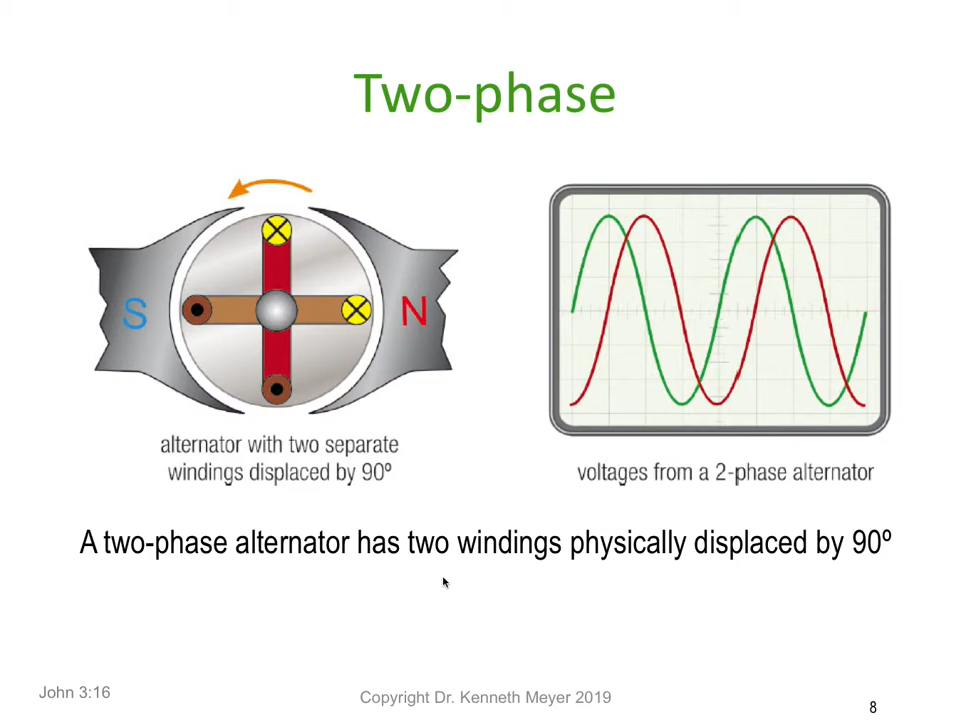 Two-phase
S
N
alternator with two separate
windings displaced by 90º
voltages from a 2-phase alternator
A two-phase alternator has two windings physically displaced by 90º
John 3:16
Copyright Dr. Kenneth Meyer 2019
8